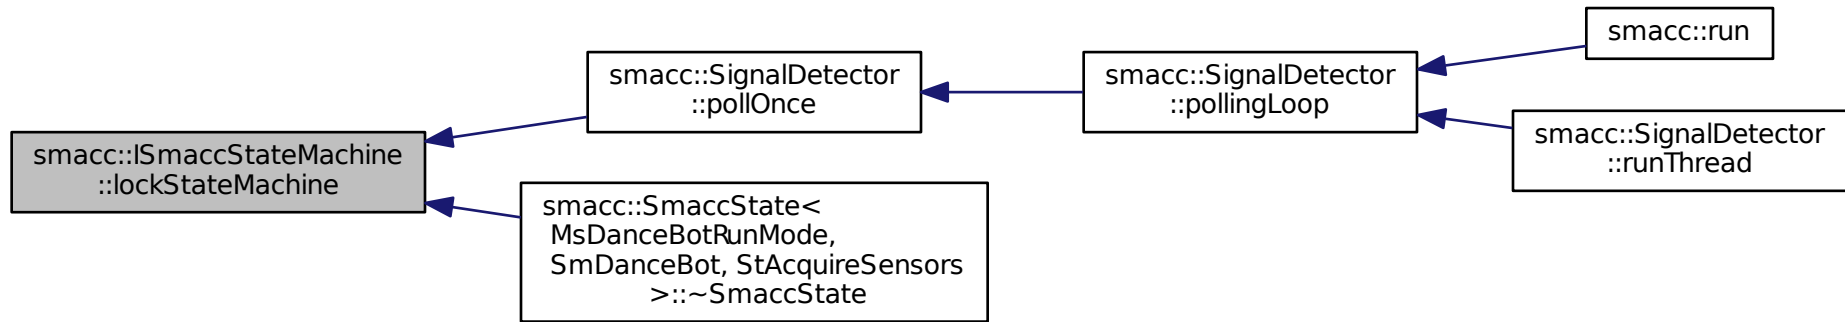 smacc::ISmaccStateMachine
::lockStateMachine
smacc::SignalDetector
::pollOnce
smacc::SmaccState<
MsDanceBotRunMode,
SmDanceBot, StAcquireSensors
>::~SmaccState
smacc::SignalDetector
::pollingLoop
smacc::run
smacc::SignalDetector
::runThread